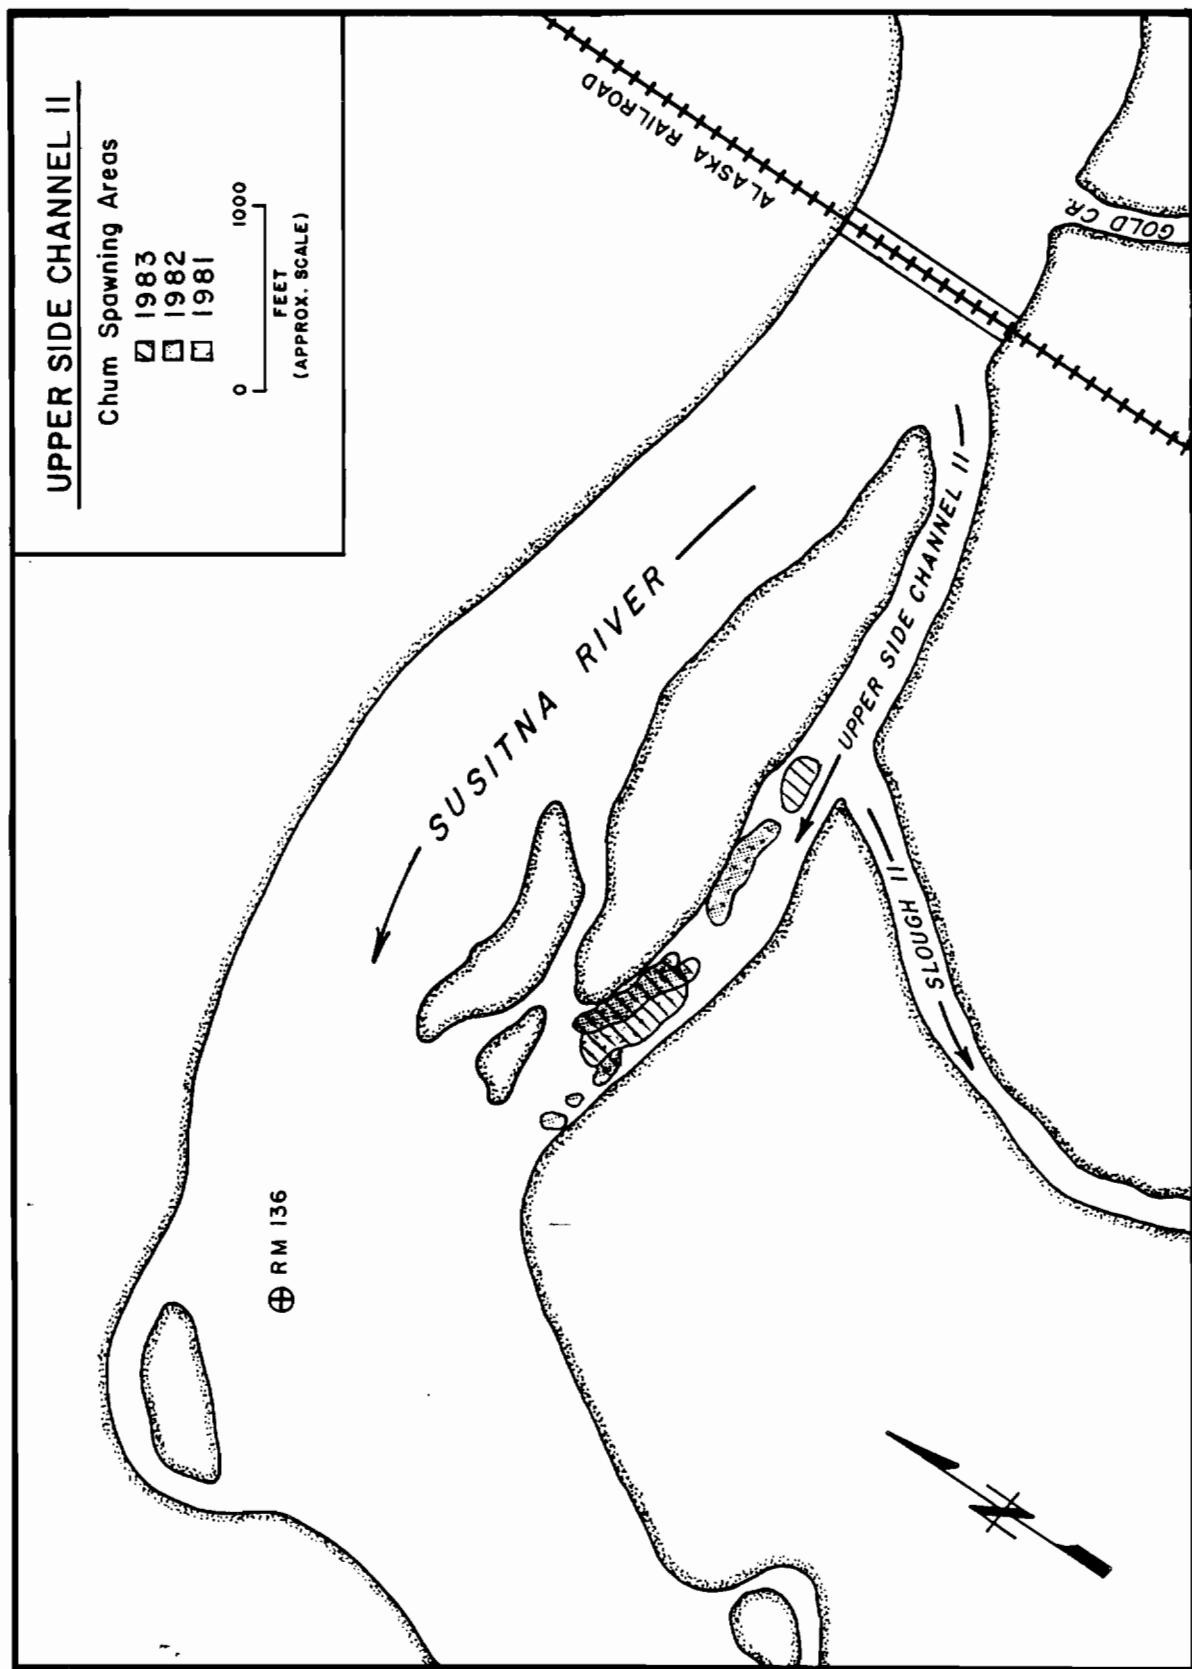 UPPER SIDE CHANNEL 11
Chum Spawning Areas
1983
1982
1981
0 1000
FEET
(APPROX. SCALE)
ALASKA RAILROAD
GOLD CR.
SUSITNA RIVER
UPPER SIDE CHANNEL 11
SLOUGH 11
RM 136